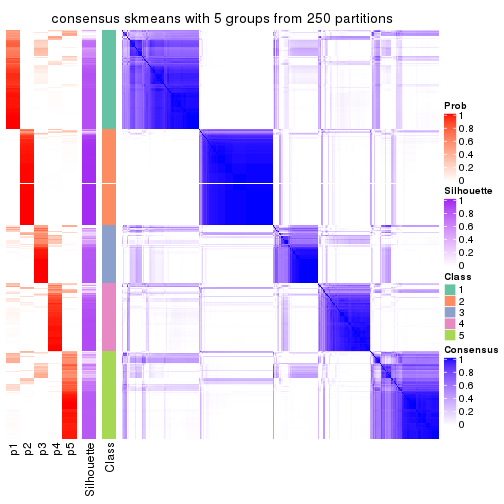 consensus skmeans with 5 groups from 250 partitions
Prob
1
0.8
0.6
0.4
0.2
0
Silhouette
1
0.8
0.6
0.4
0.2
0
Class
1
2
3
4
5
Consensus
1
0.8
0.6
0.4
0.2
0
p1
p2
p3
p4
p5
Silhouette
Class